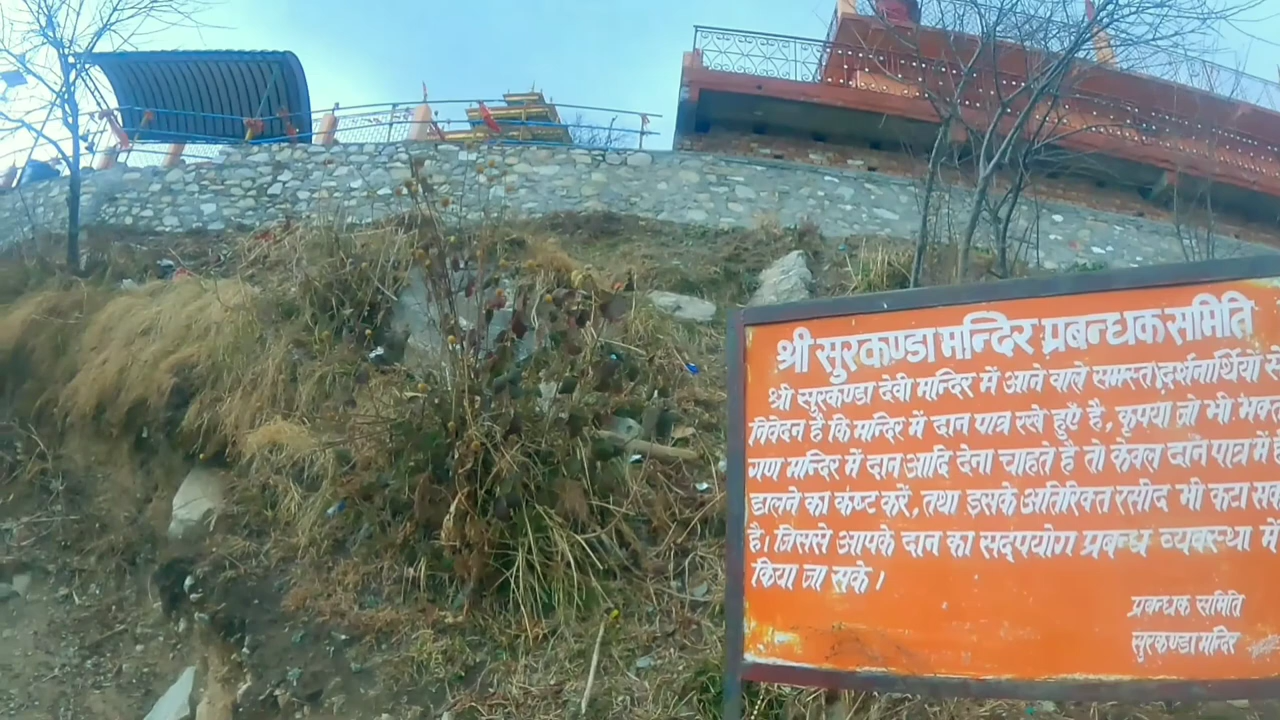 श्री सुरकण्डा मन्दिर प्रबन्धक समिति
श्री सुरकण्डा देवी मन्दिर में आने वाले समस्त दर्शनार्थियों से
निवेदन है कि मन्दिर में दान पात्र रखे हुएँ है, कृपया जो भी भक्त
गण मन्दिर में दान आदि देना चाहते है तो केवल दान पात्र में
डालने का कष्ट करें, तथा इसके अतिरिक्त रसीद भी कटा
है। जिससे आपके दान का सद्पयोग प्रबन्ध व्यवस्था में
किया जा सके।
प्रबन्धक समिति
सुरकण्डा मन्दिर